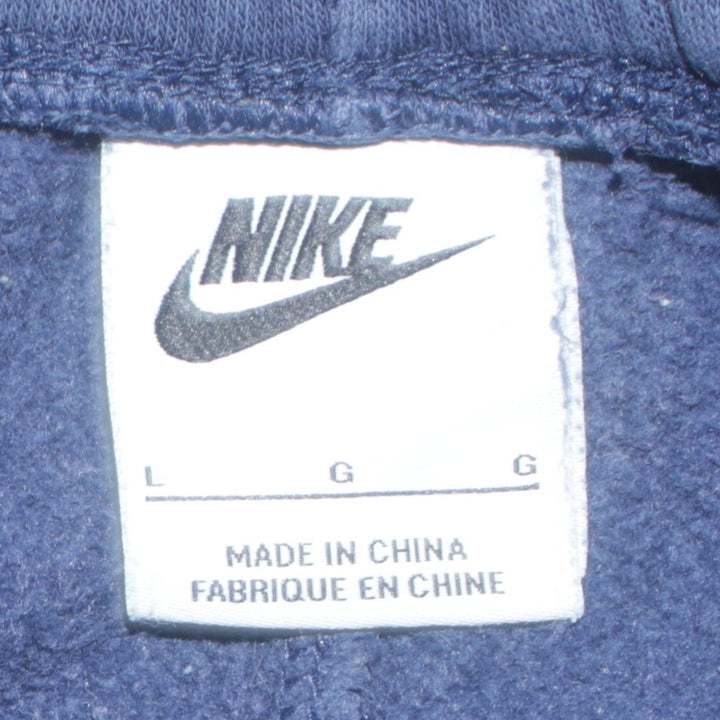 NIKE
L G G
MADE IN CHINA
FABRIQUE EN CHINE